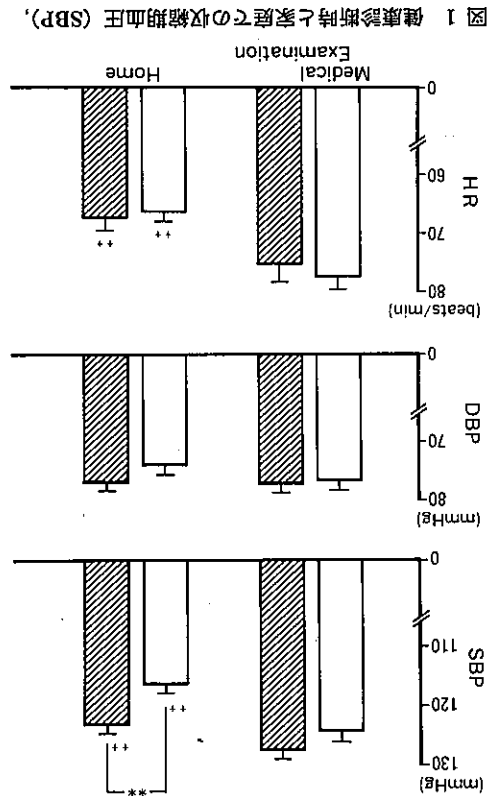 (mmHg)
**
130
++
++
120
SBP
110
0
(mmHg)
80
DBP
70
0
(beats/min)
80
++
++
70
HR
69
0
Medical
Examination
Home
図 1 健康診断時と家庭での収縮期血圧 (SBP),